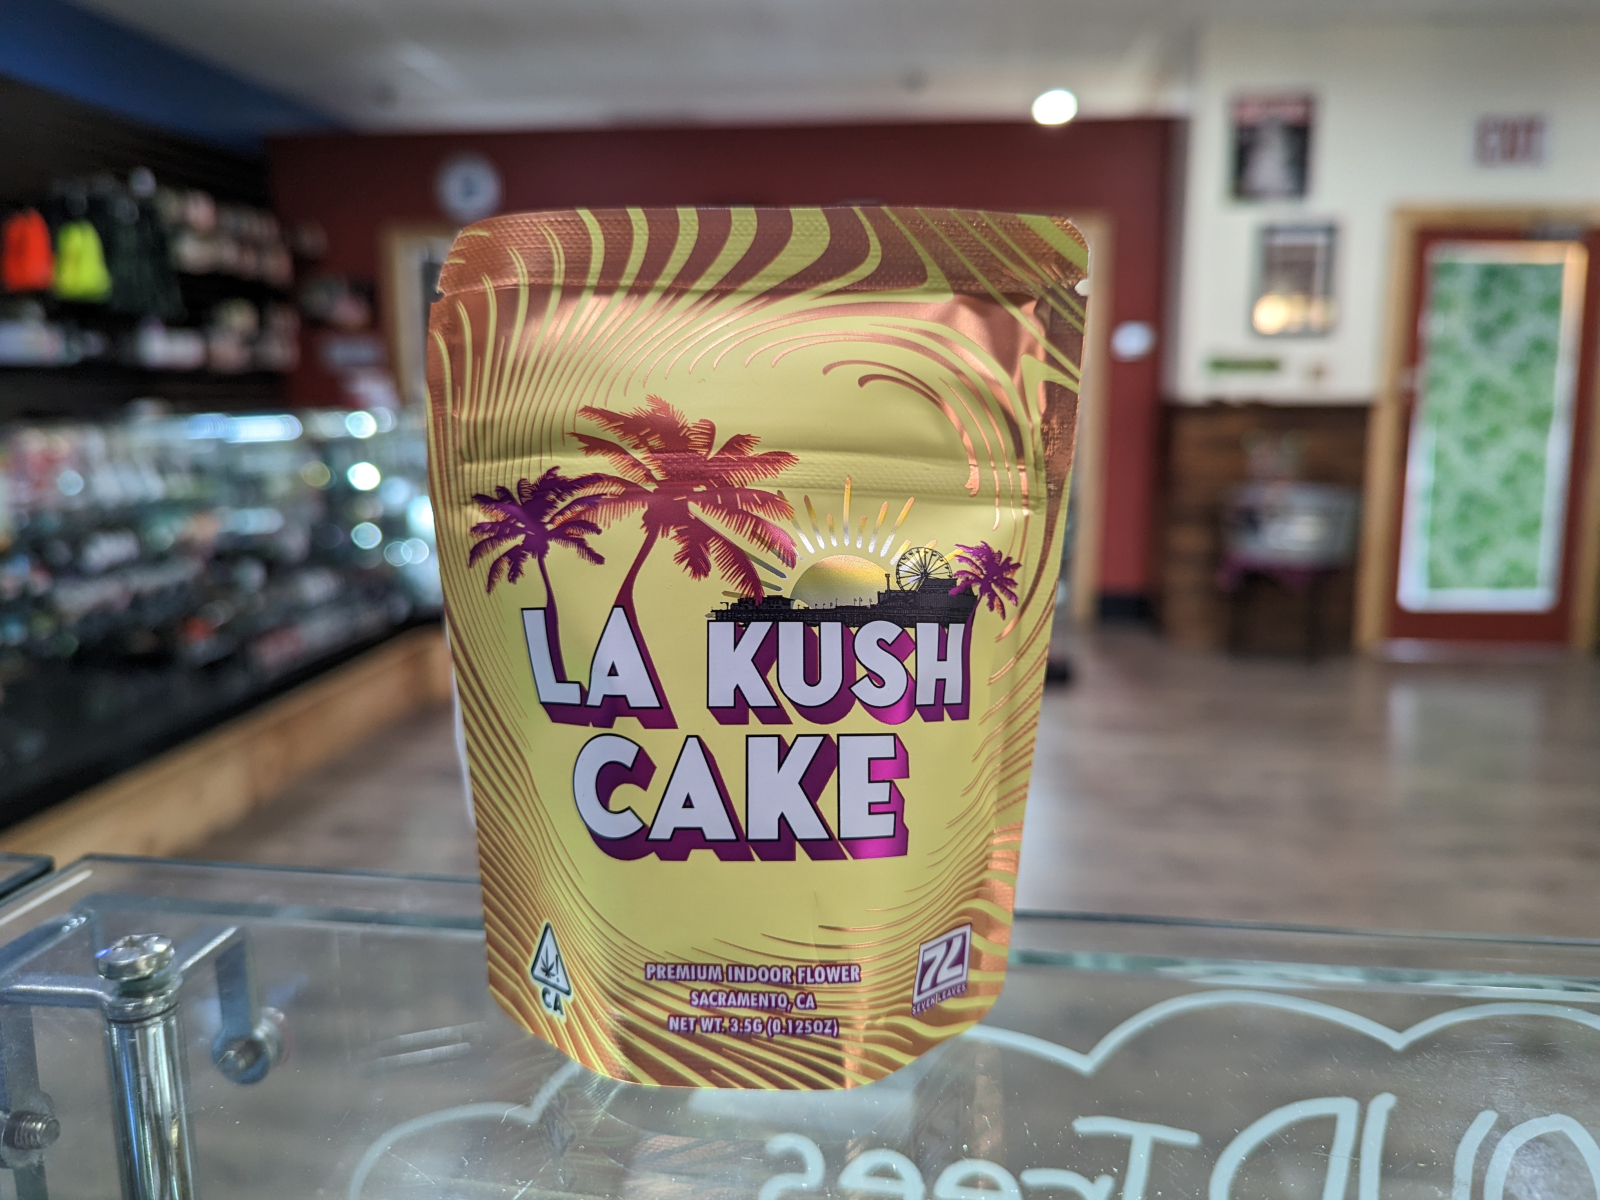 EXIT
LA KUSH
CAKE
CA
PREMIUM INDOOR FLOWER
SACRAMENTO, CA
NET WT. 3.5G (0.125OZ)
7L
SEVEN LEAVES
Trees